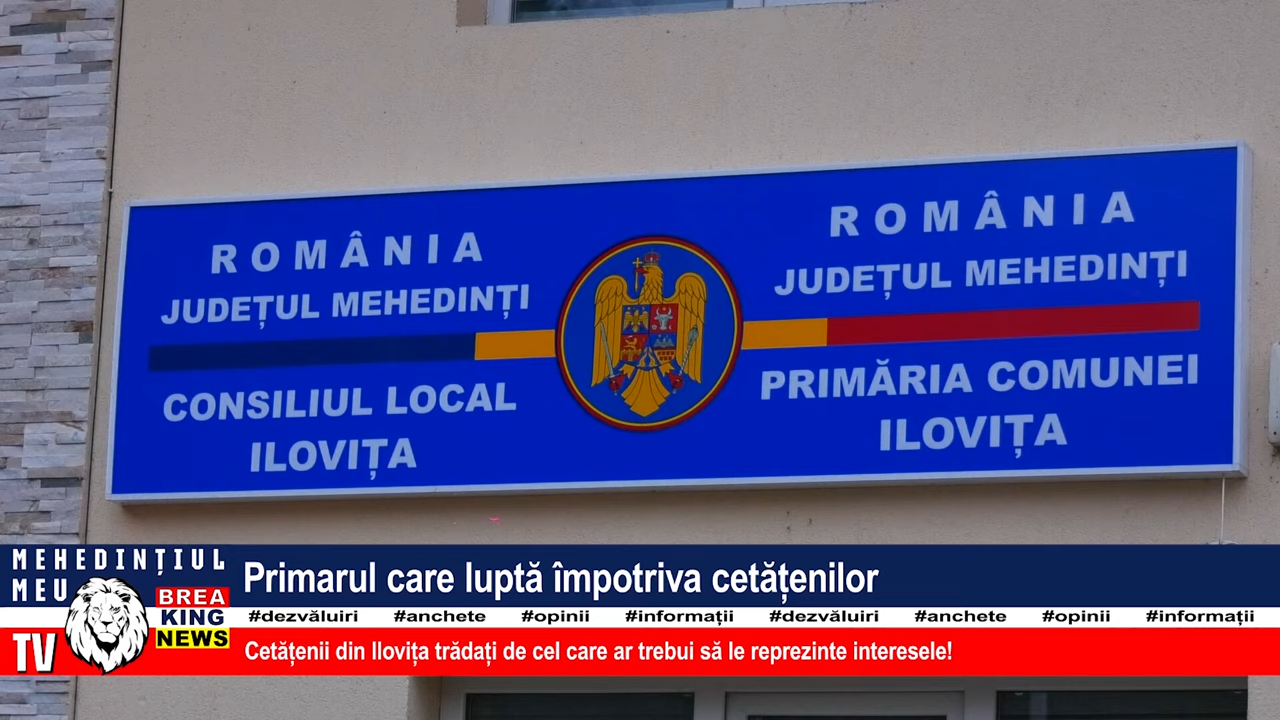 ROMÂNIA
JUDEȚUL MEHEDINȚI
CONSILIUL LOCAL
ILOVIȚA
ROMÂNIA
JUDEȚUL MEHEDINȚI
PRIMĂRIA COMUNEI
ILOVIȚA
MEHEDINȚIUL
MEU
TV
BREA
KING
NEWS
Primarul care luptă împotriva cetățenilor
#dezvăluiri #anchete #opinii #informații #dezvăluiri #anchete #opinii #informații
Cetățenii din Ilovița trădați de cel care ar trebui să le reprezinte interesele!